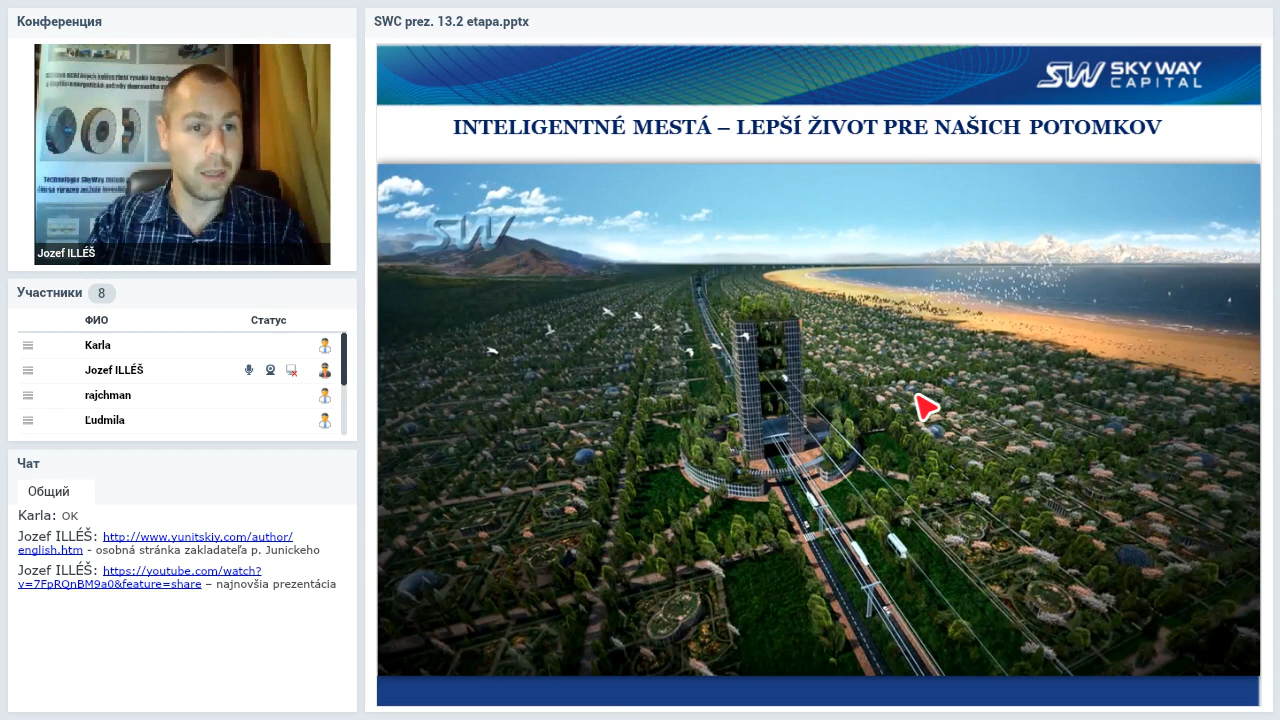 Конференция
Jozef ILLÉŠ
Участники 8
ФИО Статус
Karla
Jozef ILLÉŠ
rajchman
Ľudmila
Чат
Общий
Karla: OK
Jozef ILLÉŠ: http://www.yunitskiy.com/author/
english.htm - osobná stránka zakladateľa p. Junickeho
Jozef ILLÉŠ: https://youtube.com/watch?
v=7FpRQnBM9a0&feature=share – najnovšia prezentácia
SWC prez. 13.2 etapa.pptx
SW SKY WAY
CAPITAL
INTELIGENTNÉ MESTÁ – LEPŠÍ ŽIVOT PRE NAŠICH POTOMKOV
SW